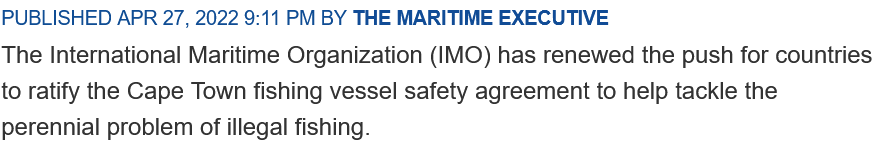 PUBLISHED APR 27, 2022 9:11 PM BY THE MARITIME EXECUTIVE
The International Maritime Organization (IMO) has renewed the push for countries
to ratify the Cape Town fishing vessel safety agreement to help tackle the
perennial problem of illegal fishing.